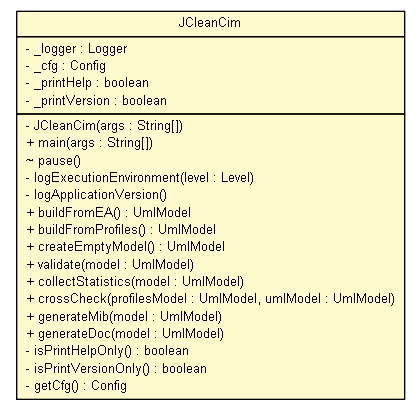 JCleanCim
- _logger : Logger
- _cfg : Config
- _printHelp : boolean
- _printVersion : boolean
- JCleanCim(args : String[])
+ main(args : String[])
~ pause()
- logExecutionEnvironment(level : Level)
- logApplicationVersion()
+ buildFromEA() : UmlModel
+ buildFromProfiles() : UmlModel
+ createEmptyModel() : UmlModel
+ validate(model : UmlModel)
+ collectStatistics(model : UmlModel)
+ crossCheck(profilesModel : UmlModel, umlModel : UmlModel)
+ generateMib(model : UmlModel)
+ generateDoc(model : UmlModel)
- isPrintHelpOnly() : boolean
- isPrintVersionOnly() : boolean
- getCfg() : Config